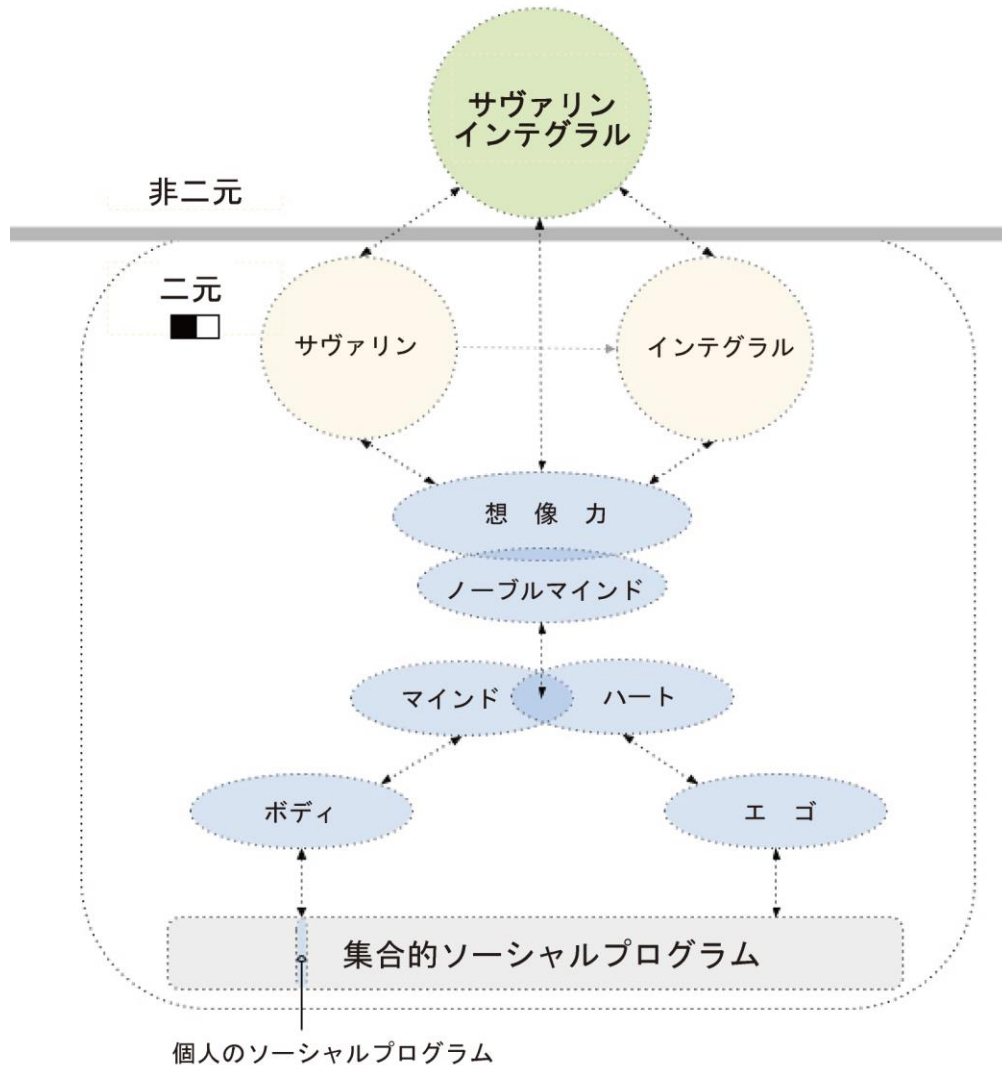 サヴァリン
インテグラル
非二元
二元
サヴァリン
インテグラル
想　像　力
ノーブルマインド
マインド
ハート
ボディ
エ　ゴ
集合的ソーシャルプログラム
個人のソーシャルプログラム